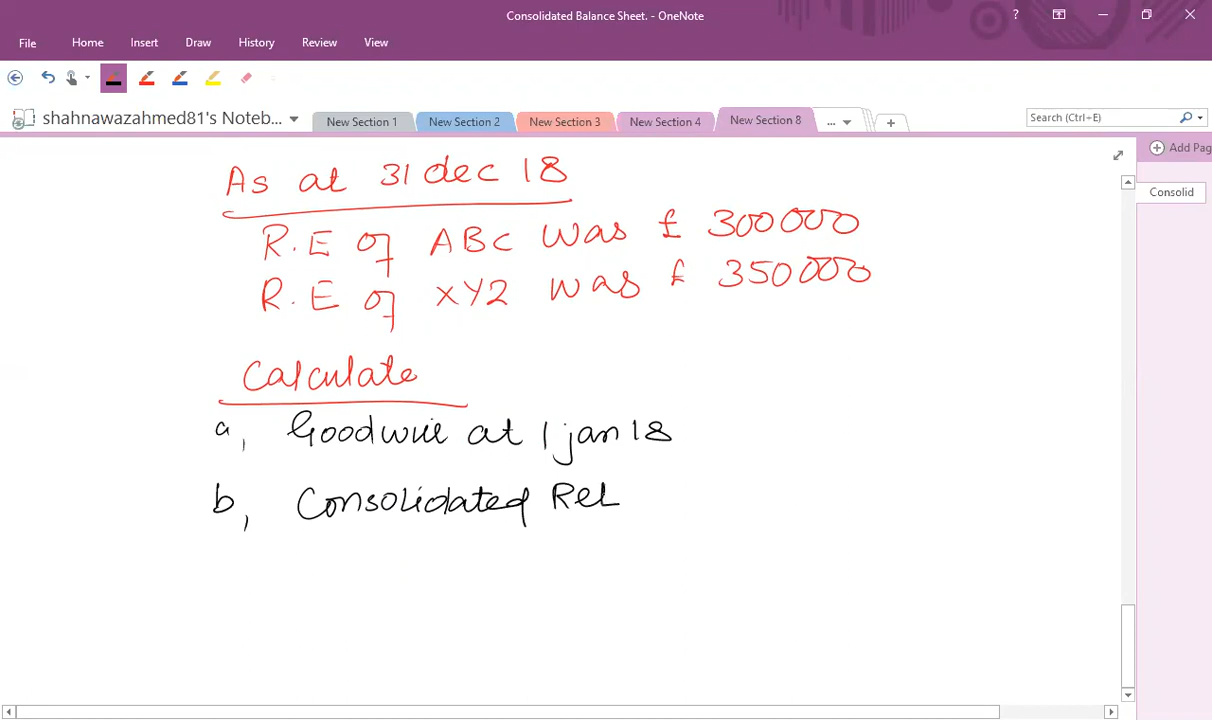 Consolidated Balance Sheet. - OneNote
?
File Home Insert Draw History Review View
shahnawazahmed81's Noteb... New Section 1 New Section 2 New Section 3 New Section 4 New Section 8 ... + Search (Ctrl+E)
Add Pag
Consolid
As at 31 dec 18
R.E of ABC was £ 300000
R.E of XYZ was £ 350000
Calculate
a, Goodwill at 1 jan 18
b, Consolidated Ret